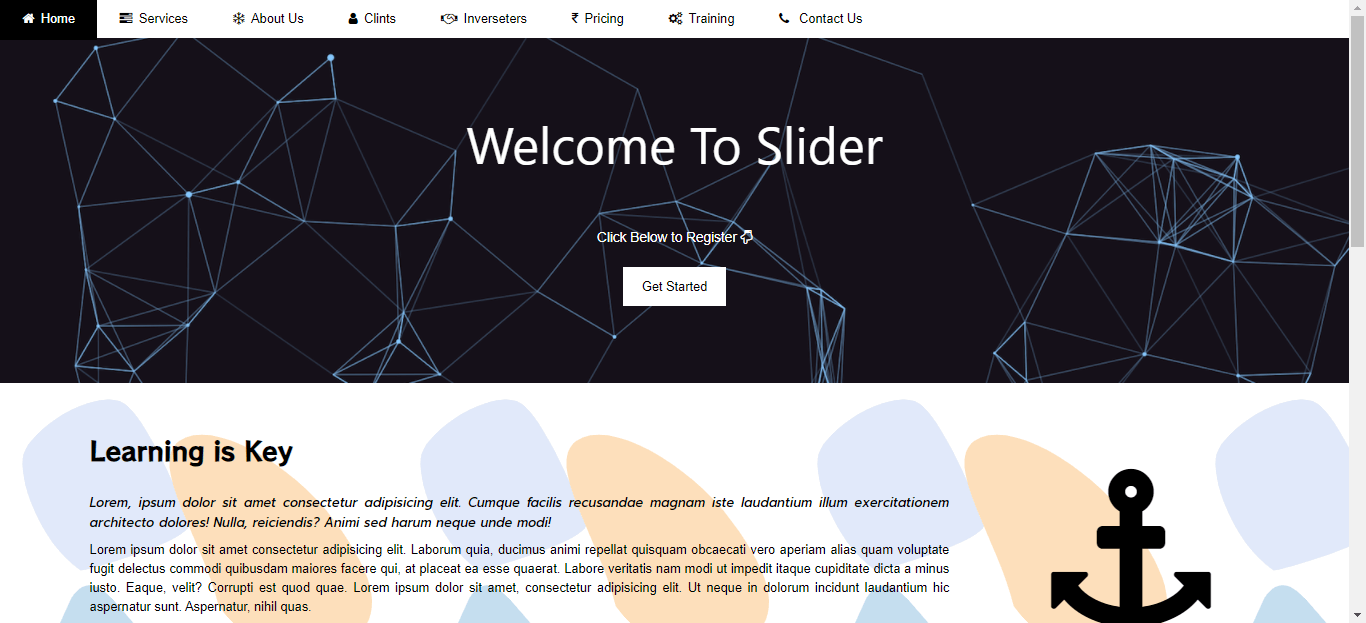 Home Services About Us Clints Inverseters ₹ Pricing Training Contact Us
Welcome To Slider
Click Below to Register
Get Started
Learning is Key
Lorem, ipsum dolor sit amet consectetur adipisicing elit. Cumque facilis recusandae magnam iste laudantium illum exercitationem
architecto dolores! Nulla, reiciendis? Animi sed harum neque unde modi!
Lorem ipsum dolor sit amet consectetur adipisicing elit. Laborum quia, ducimus animi repellat quisquam obcaecati vero aperiam alias quam voluptate
fugit delectus commodi quibusdam maiores facere qui, at placeat ea esse quaerat. Labore veritatis nam modi ut impedit itaque cupiditate dicta a minus
iusto. Eaque, velit? Corrupti est quod quae. Lorem ipsum dolor sit amet, consectetur adipisicing elit. Ut neque in dolorum incidunt laudantium hic
aspernatur sunt. Aspernatur, nihil quas.